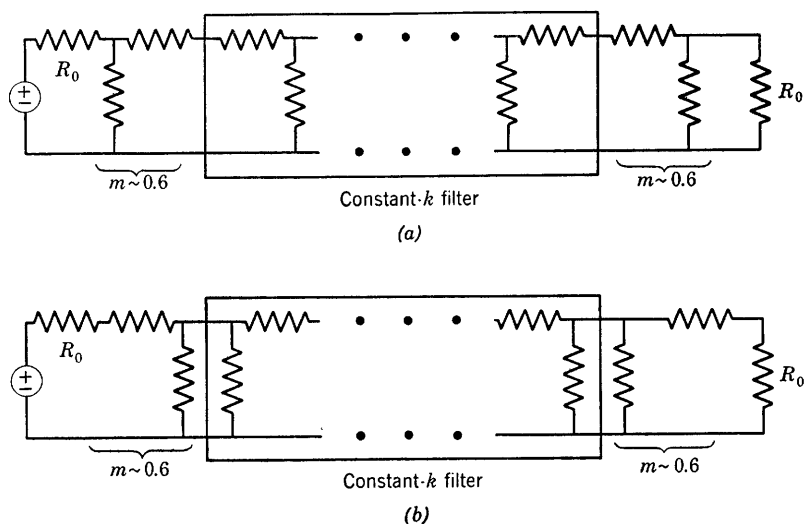 R₀
R₀
m~0.6
m~0.6
Constant-k filter
(a)
R₀
R₀
m~0.6
m~0.6
Constant-k filter
(b)